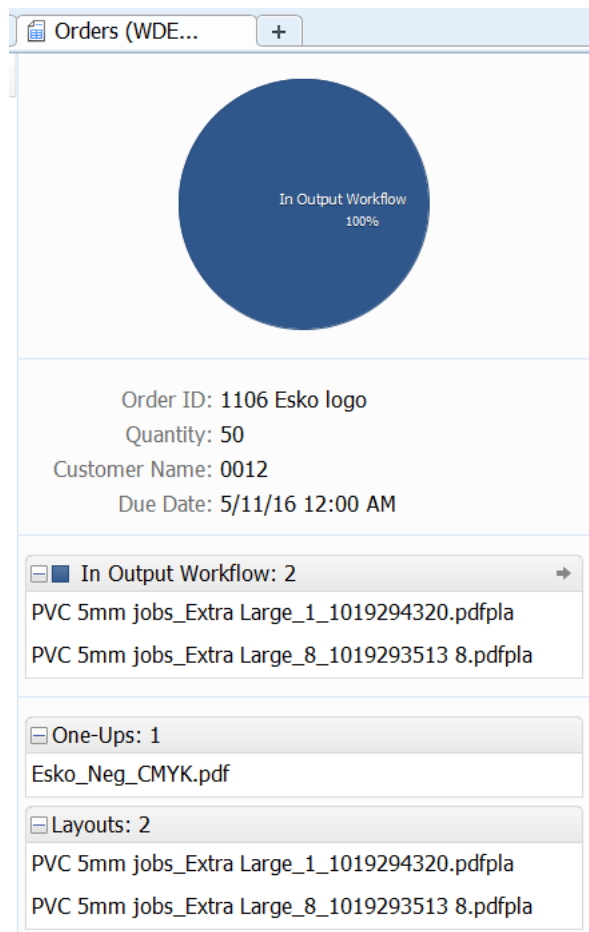 Orders (WDE...
+
In Output Workflow
100%
Order ID: 1106 Esko logo
Quantity: 50
Customer Name: 0012
Due Date: 5/11/16 12:00 AM
In Output Workflow: 2
PVC 5mm jobs_Extra Large_1_1019294320.pdfpla
PVC 5mm jobs_Extra Large_8_1019293513 8.pdfpla
One-Ups: 1
Esko_Neg_CMYK.pdf
Layouts: 2
PVC 5mm jobs_Extra Large_1_1019294320.pdfpla
PVC 5mm jobs_Extra Large_8_1019293513 8.pdfpla